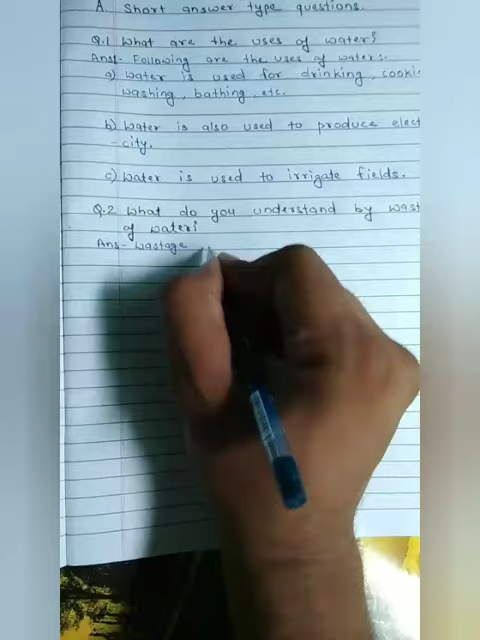 A. Short answer type questions.
Q.1 What are the uses of water?
Ans- Following are the uses of water:-
a) Water is used for drinking, cooki
washing, bathing, etc.
b) Water is also used to produce elect
-city.
c) Water is used to irrigate fields.
Q.2 What do you understand by wast
of water?
Ans- Wastage